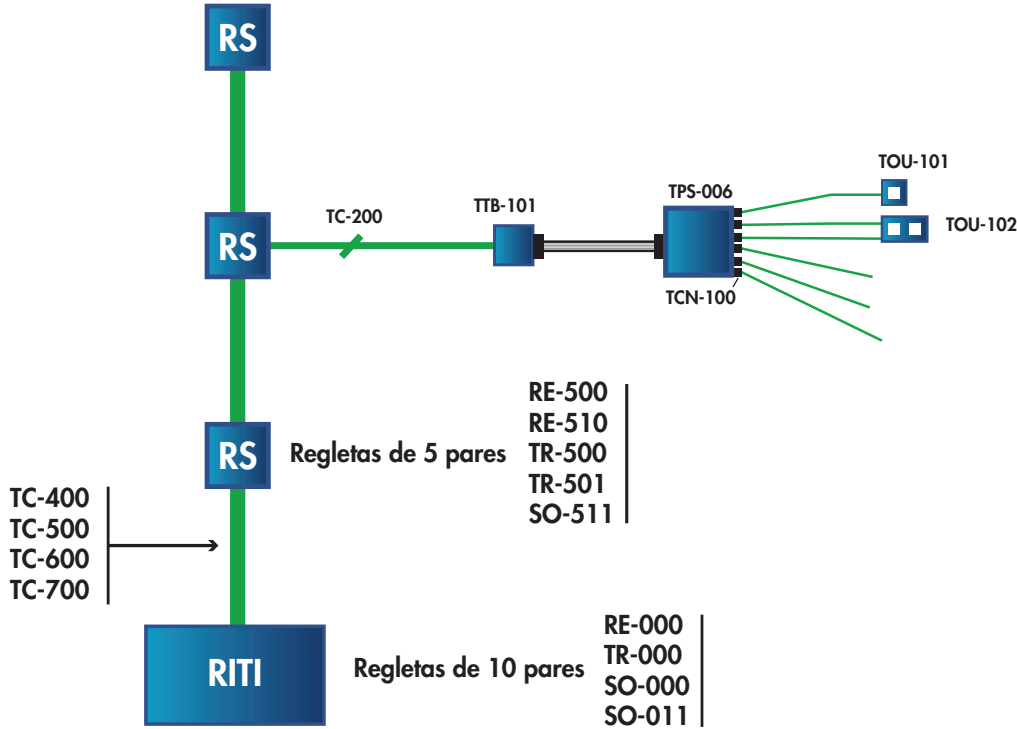 RS
TOU-101
TPS-006
TTB-101
TC-200
TOU-102
RS
TCN-100
RE-500
RE-510
RS
Regletas de 5 pares
TR-500
TR-501
SO-511
TC-400
TC-500
TC-600
TC-700
RE-000
RITI
Regletas de 10 pares
TR-000
SO-000
SO-011